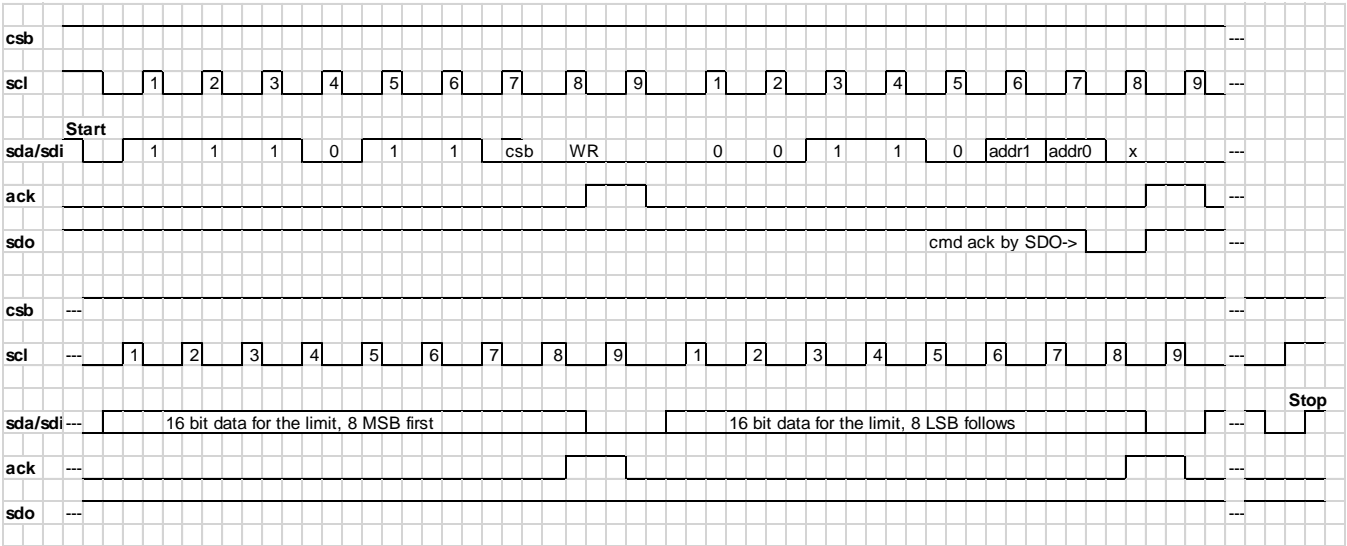 csb ---
scl 1 2 3 4 5 6 7 8 9 1 2 3 4 5 6 7 8 9 ---
Start
sda/sdi 1 1 1 0 1 1 csb WR 0 0 1 1 0 addr1 addr0 x ---
ack ---
sdo cmd ack by SDO-> ---
csb --- ---
scl --- 1 2 3 4 5 6 7 8 9 1 2 3 4 5 6 7 8 9 ---
Stop
sda/sdi --- 16 bit data for the limit, 8 MSB first 16 bit data for the limit, 8 LSB follows ---
ack --- ---
sdo --- ---